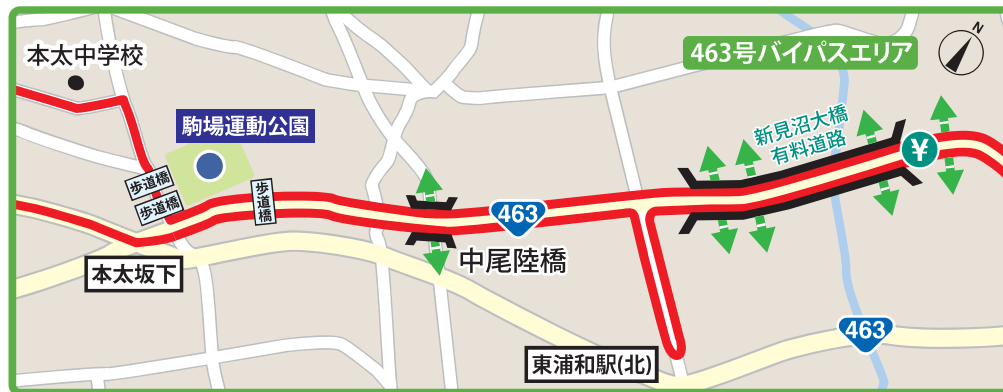 本太中学校
463号バイパスエリア
N
駒場運動公園
新見沼大橋
有料道路
¥
歩道橋
歩道橋
歩道橋
463
中尾陸橋
本太坂下
463
東浦和駅(北)